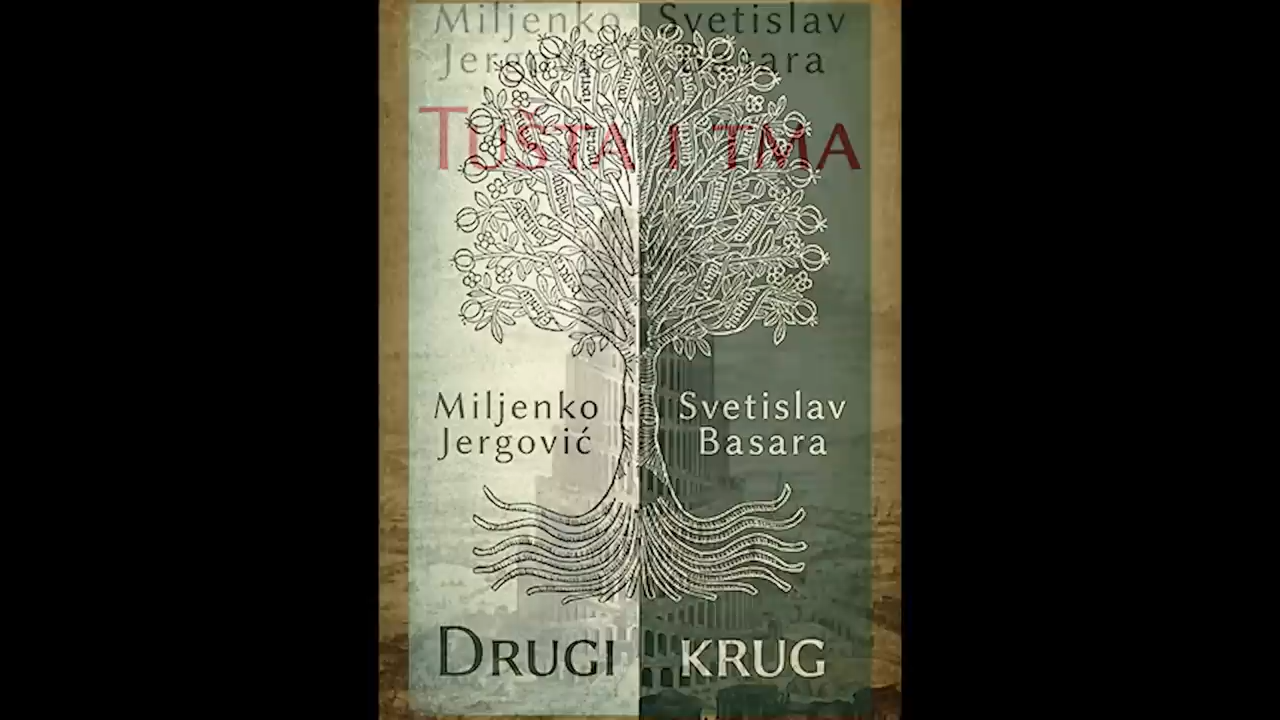 Miljenko Svetislav
Jergović Basara
Tušta i tma
Miljenko Svetislav
Jergović Basara
Drugi krug